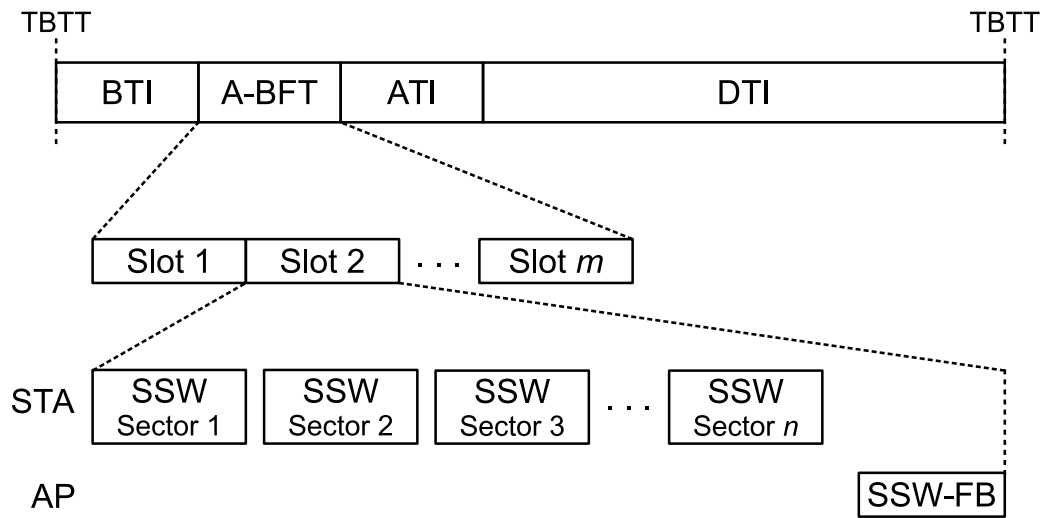 TBTT TBTT
BTI A-BFT ATI DTI
Slot 1 Slot 2 . . . Slot m
STA SSW SSW SSW . . . SSW
Sector 1 Sector 2 Sector 3 Sector n
AP SSW-FB